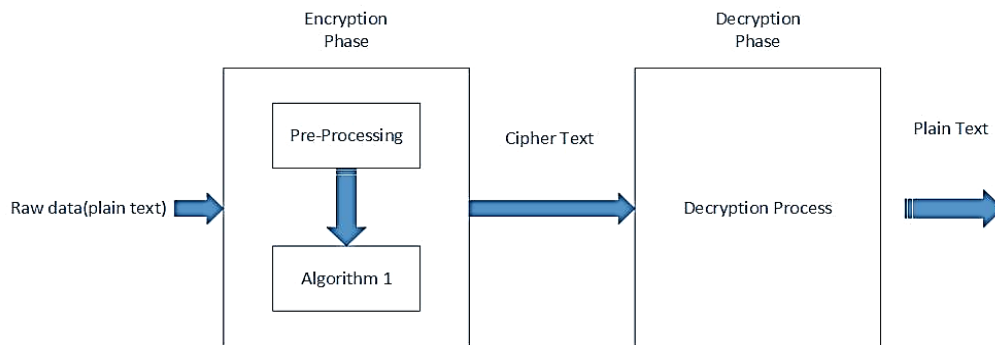 Encryption
Phase
Decryption
Phase
Pre-Processing
Cipher Text
Plain Text
Raw data(plain text)
Decryption Process
Algorithm 1